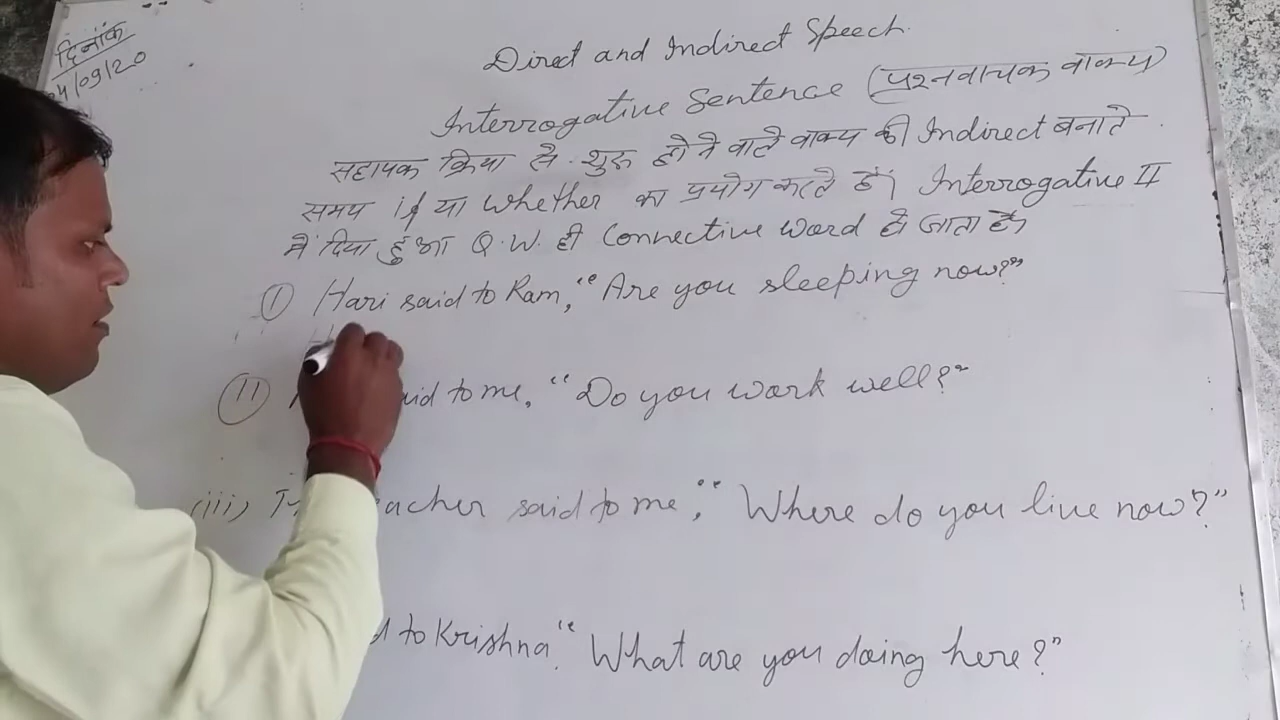 दिनांक
4/09/20
Direct and Indirect Speech.
Interrogative Sentence (प्रश्नवाचक वाक्य)
सहायक क्रिया से शुरू होने वाले वाक्य की Indirect बनाते
समय if या whether का प्रयोग करते हैं। Interrogative II
में दिया हुआ Q.W. ही Connective Word हो जाता है।
(i) Hari said to Ram, "Are you sleeping now?"
H
(ii) said to me, "Do you work well?"
(iii) said to me, "Where do you live now?"
to Krishna, "What are you doing here?"